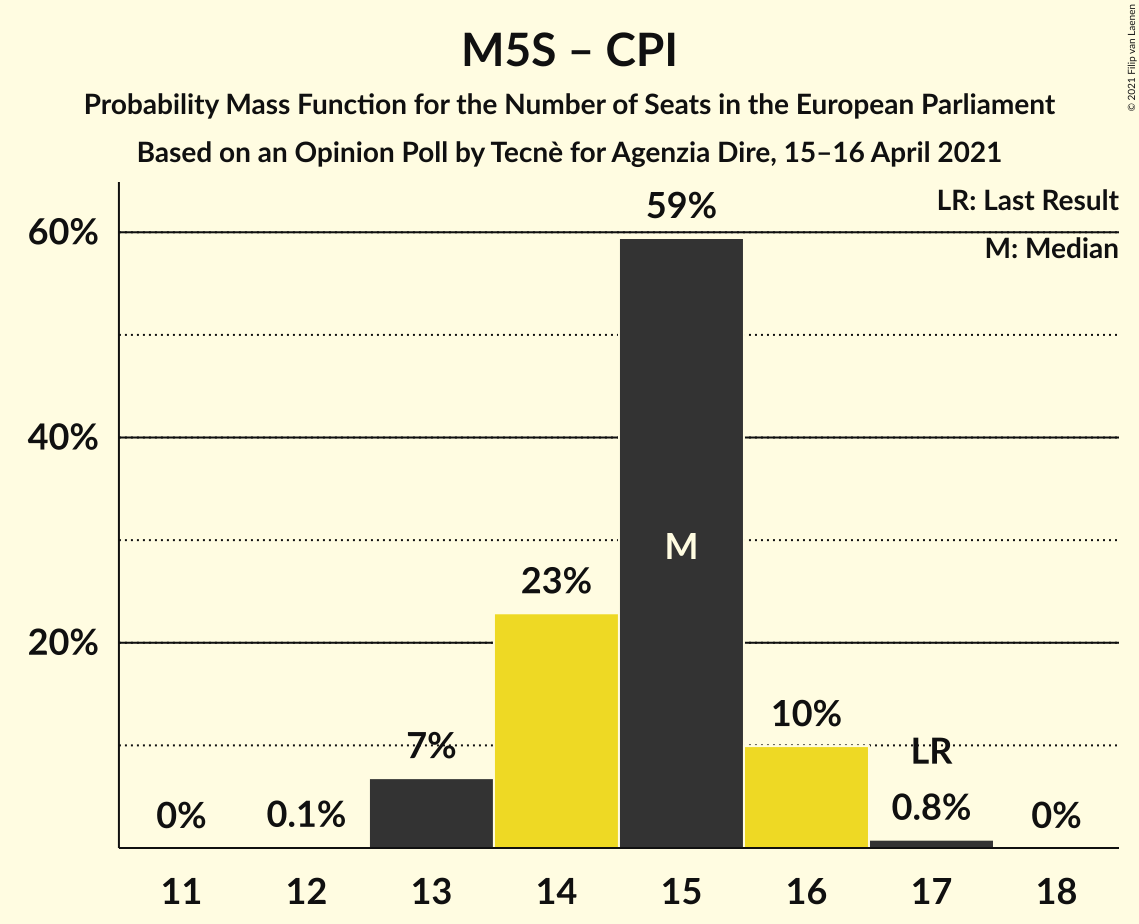 M5S – CPI
Probability Mass Function for the Number of Seats in the European Parliament
Based on an Opinion Poll by Tecnè for Agenzia Dire, 15–16 April 2021
© 2021 Filip van Laenen
LR: Last Result
M: Median
60%
40%
20%
0%
0.1%
7%
23%
59%
M
10%
LR
0.8%
0%
11 12 13 14 15 16 17 18